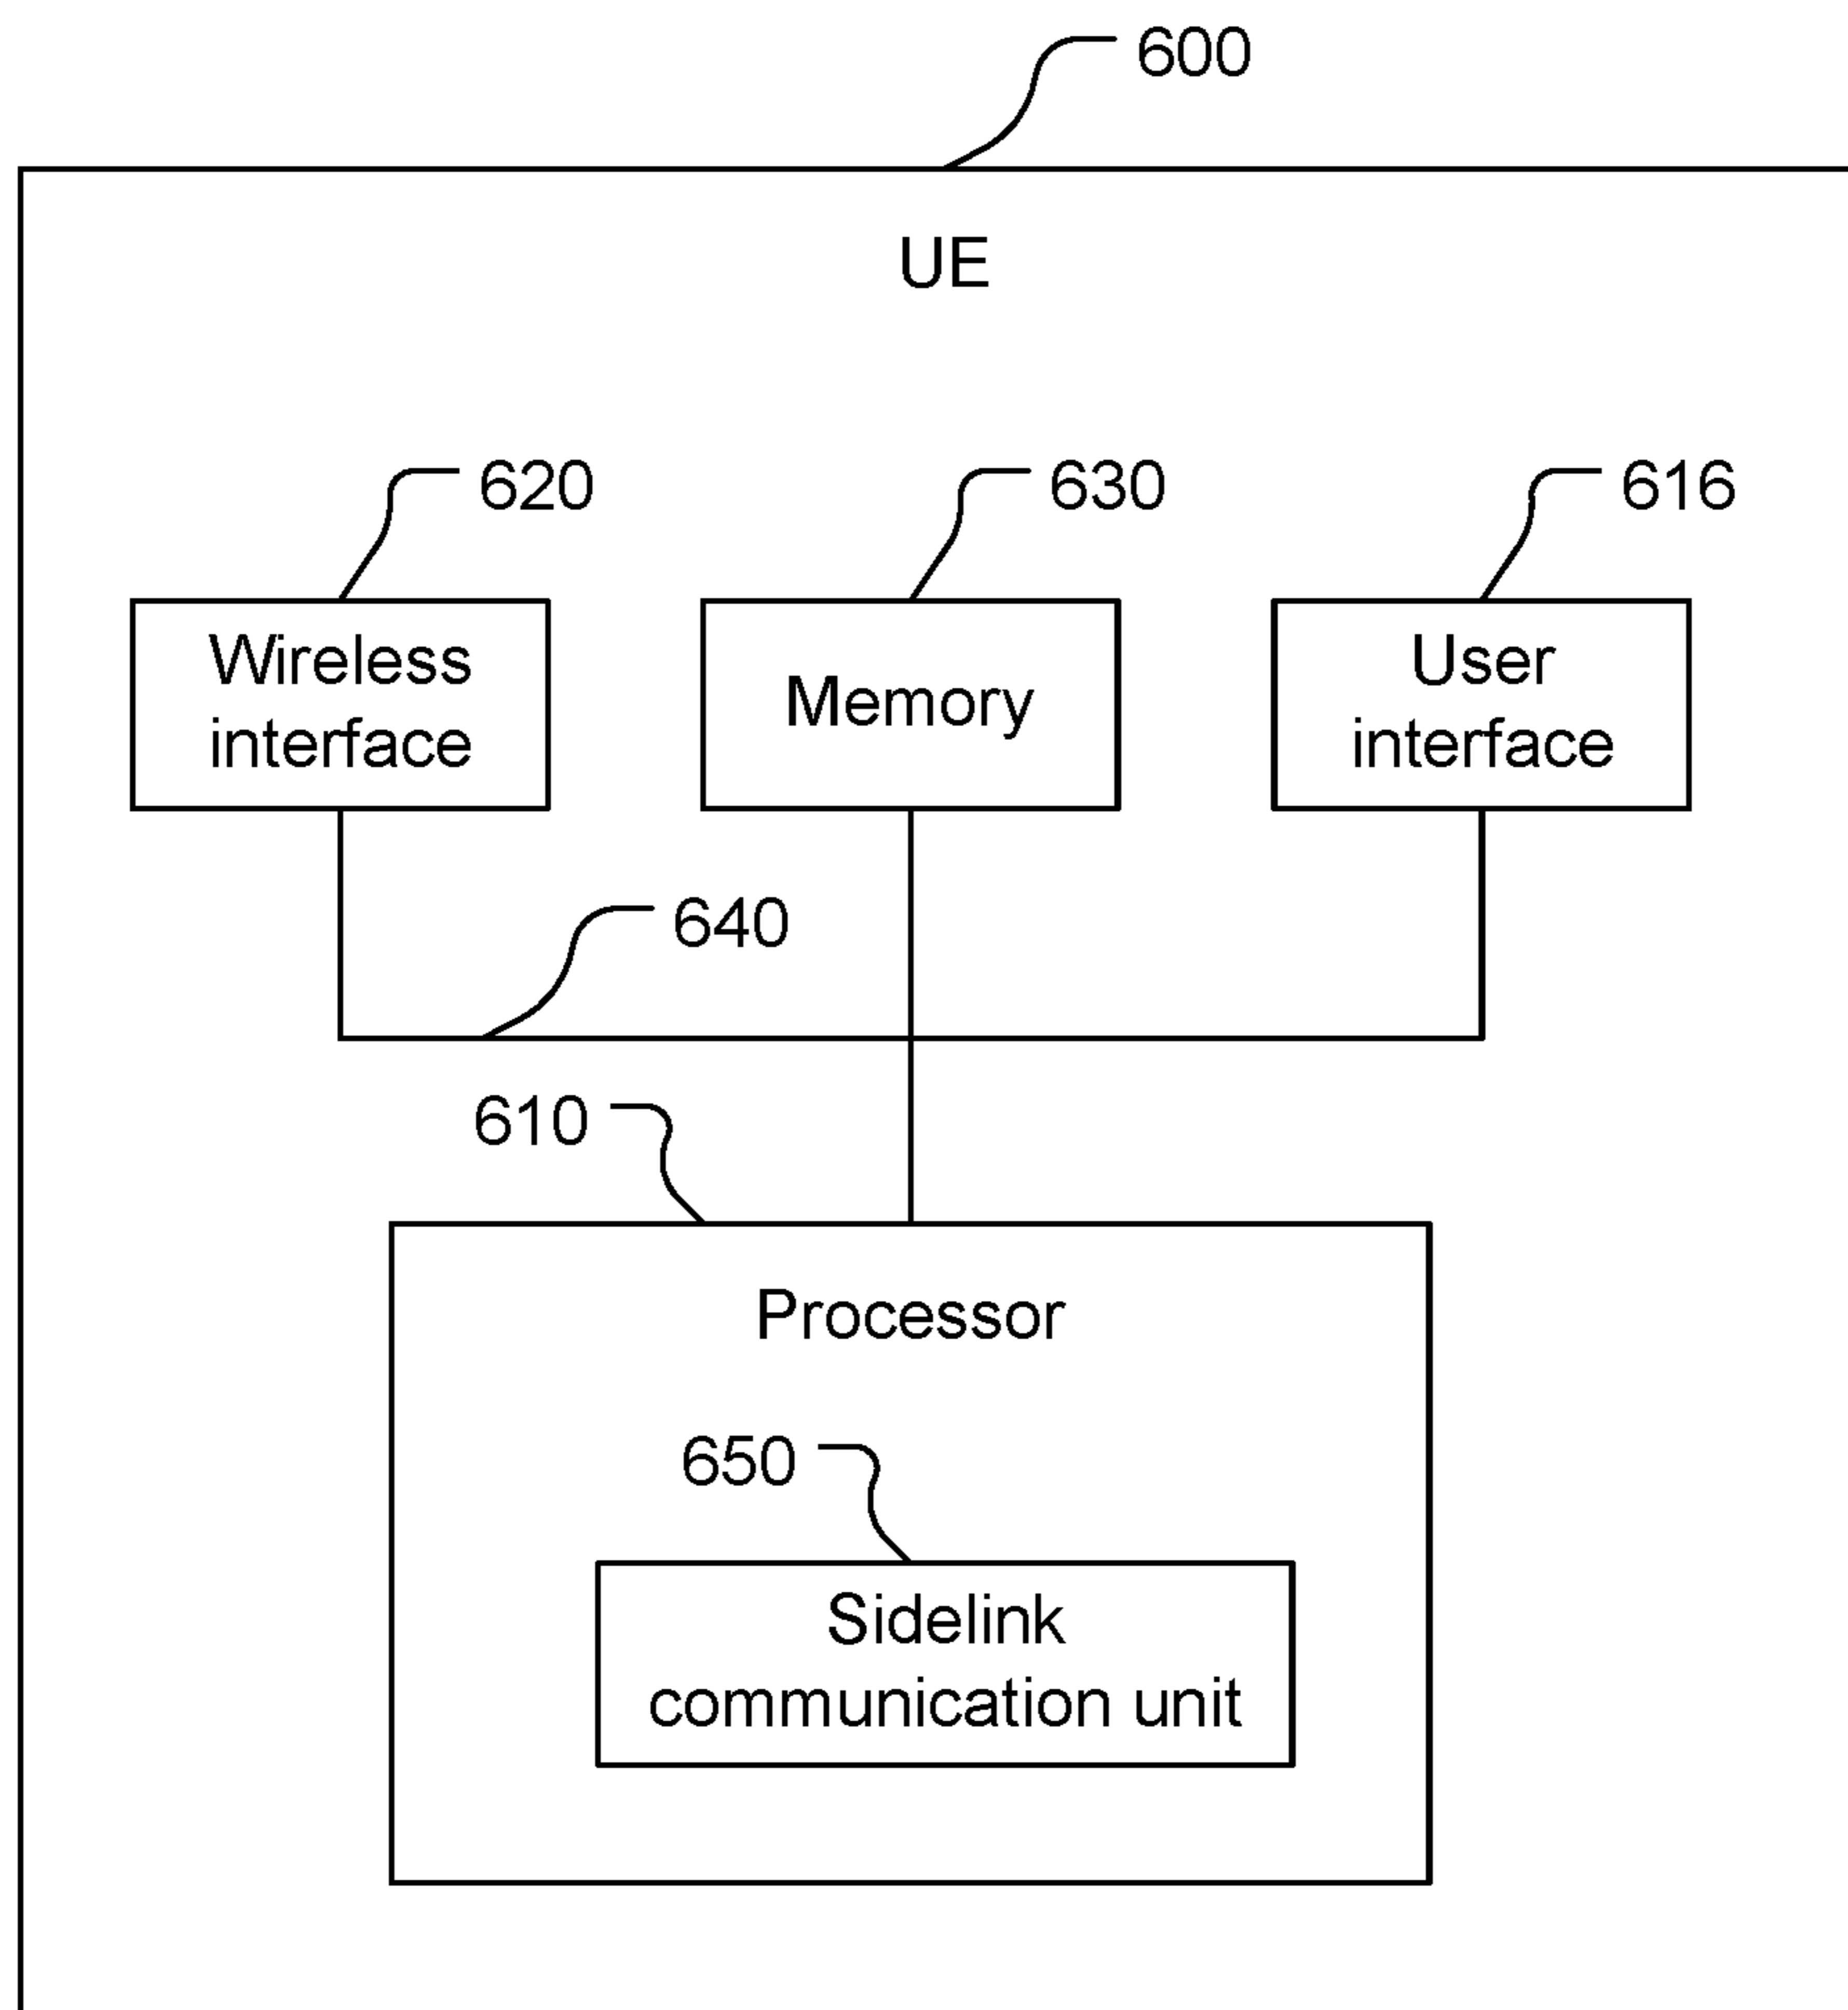 600
UE
620
630
616
Wireless
interface
Memory
User
interface
640
610
Processor
650
Sidelink
communication unit